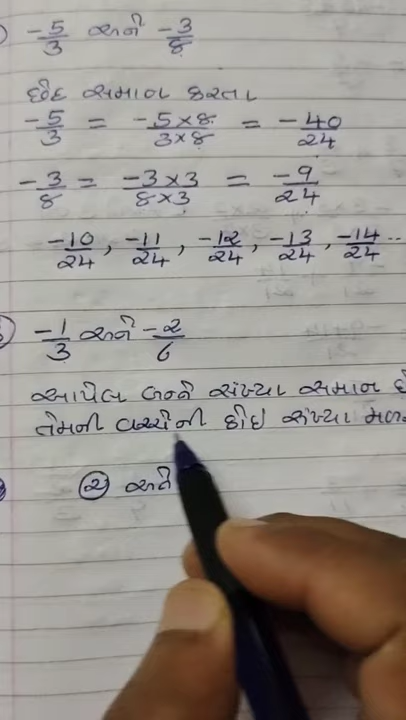 -5/3 અને -3/8
છેદ સમાન કરતા
-5/3 = -5×8/3×8 = -40/24
-3/8 = -3×3/8×3 = -9/24
-10/24, -11/24, -12/24, -13/24, -14/24 ..
-1/3 અને -2/6
આપેલ બન્ને સંખ્યા સમાન છે
તેમની વચ્ચેની કોઇ સંખ્યા
② અને